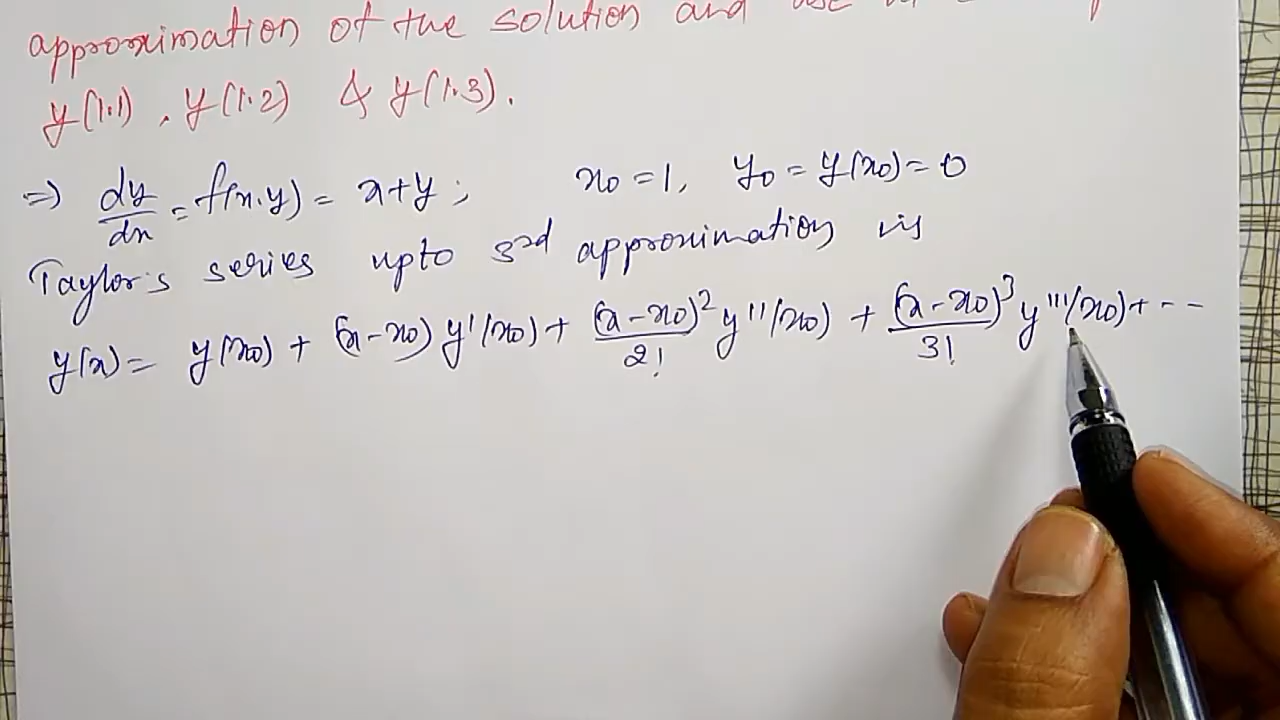 approximation of the solution and
y(1.1), y(1.2) & y(1.3).
=) dy/dx = f(x.y) = x+y ; x0 = 1, y0 = y(x0) = 0
Taylor's series upto 3rd approximation is
y(x) = y(x0) + (x-x0) y'(x0) + (x-x0)²/2! y''(x0) + (x-x0)³/3! y'''(x0) + --